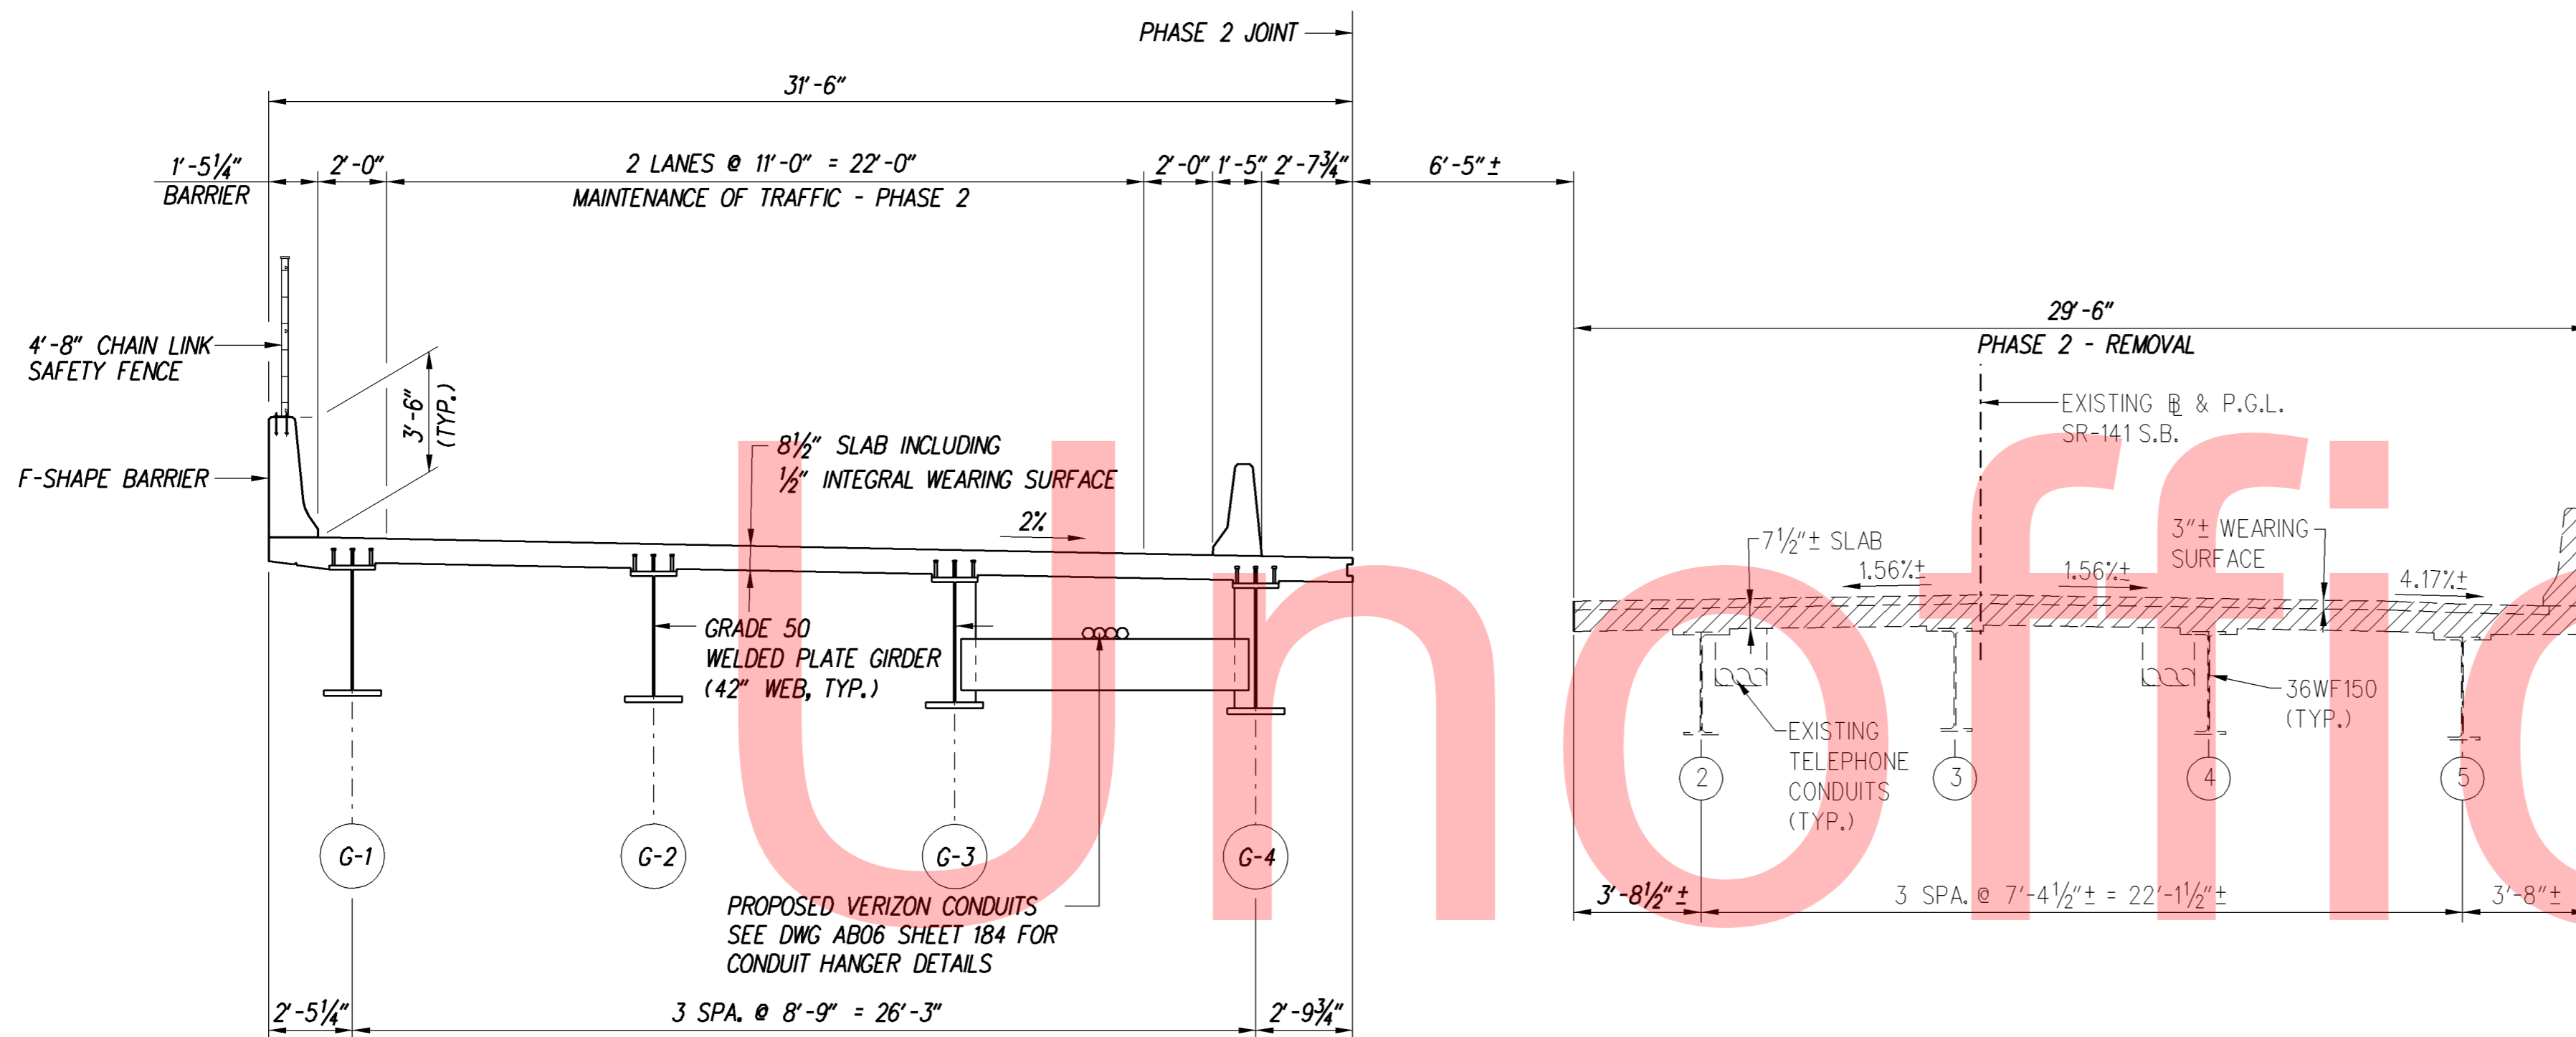 PHASE 2 JOINT
31'-6"
1'-5¼"
BARRIER
2'-0"
2 LANES @ 11'-0" = 22'-0"
MAINTENANCE OF TRAFFIC - PHASE 2
2'-0"
1'-5"
2'-7¾"
6'-5"±
29'-6"
PHASE 2 - REMOVAL
4'-8" CHAIN LINK
SAFETY FENCE
3'-6"
(TYP.)
EXISTING BL & P.G.L.
SR-141 S.B.
F-SHAPE BARRIER
8½" SLAB INCLUDING
½" INTEGRAL WEARING SURFACE
2%
7½"± SLAB
3"± WEARING
SURFACE
1.56%±
1.56%±
4.17%±
GRADE 50
WELDED PLATE GIRDER
(42" WEB, TYP.)
36WF150
(TYP.)
EXISTING
TELEPHONE
CONDUITS
(TYP.)
2
3
4
5
G-1
G-2
G-3
G-4
PROPOSED VERIZON CONDUITS
SEE DWG AB06 SHEET 184 FOR
CONDUIT HANGER DETAILS
3'-8½"±
3 SPA. @ 7'-4½"± = 22'-1½"±
3'-8"±
2'-5¼"
3 SPA. @ 8'-9" = 26'-3"
2'-9¾"
Unoffic